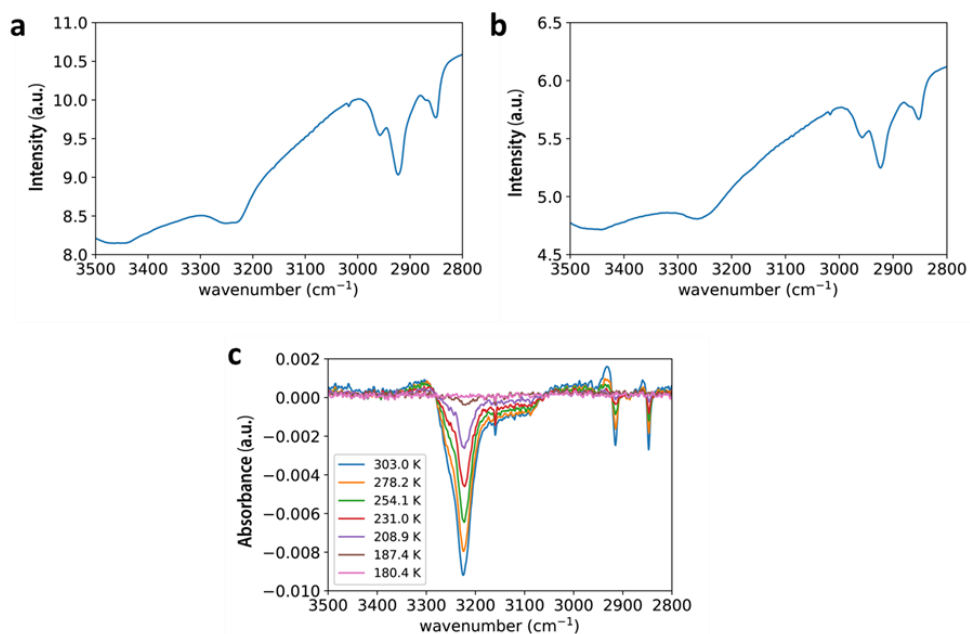 a
11.0
10.5
10.0
9.5
9.0
8.5
8.0
Intensity (a.u.)
3500 3400 3300 3200 3100 3000 2900 2800
wavenumber (cm⁻¹)
b
6.5
6.0
5.5
5.0
4.5
Intensity (a.u.)
3500 3400 3300 3200 3100 3000 2900 2800
wavenumber (cm⁻¹)
c
0.002
0.000
−0.002
−0.004
−0.006
−0.008
−0.010
Absorbance (a.u.)
303.0 K
278.2 K
254.1 K
231.0 K
208.9 K
187.4 K
180.4 K
3500 3400 3300 3200 3100 3000 2900 2800
wavenumber (cm⁻¹)